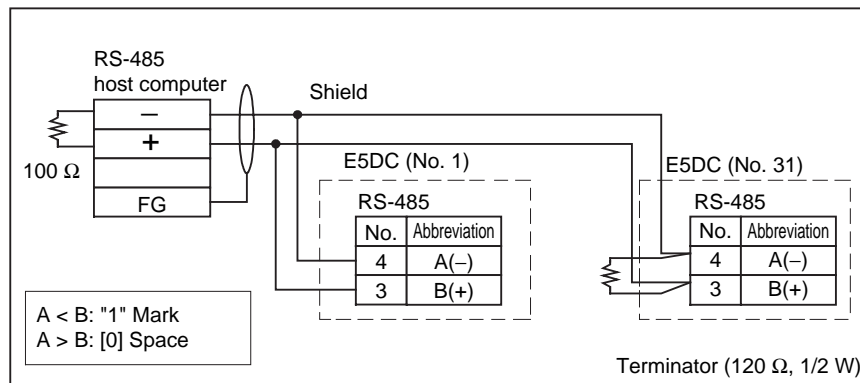 RS-485
host computer
−
+
100 Ω
FG
Shield
E5DC (No. 1)
RS-485
No. Abbreviation
4 A(−)
3 B(+)
E5DC (No. 31)
RS-485
No. Abbreviation
4 A(−)
3 B(+)
A < B: "1" Mark
A > B: [0] Space
Terminator (120 Ω, 1/2 W)